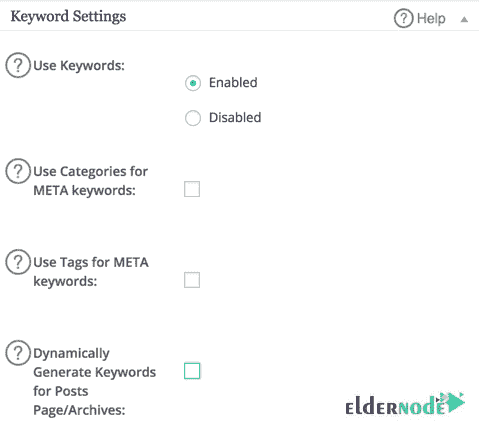 Keyword Settings
? Help
? Use Keywords:
Enabled
Disabled
? Use Categories for
META keywords:
? Use Tags for META
keywords:
? Dynamically
Generate Keywords
for Posts
Page/Archives:
ELDERNODE